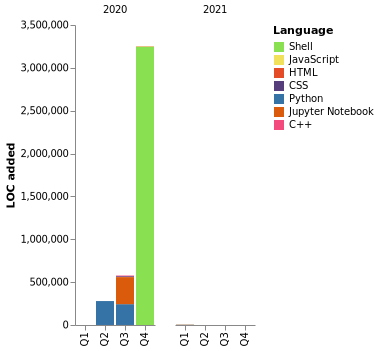 2020
2021
3,500,000
3,000,000
2,500,000
2,000,000
1,500,000
1,000,000
500,000
0
LOC added
Q1
Q2
Q3
Q4
Q1
Q2
Q3
Q4
Language
Shell
JavaScript
HTML
CSS
Python
Jupyter Notebook
C++